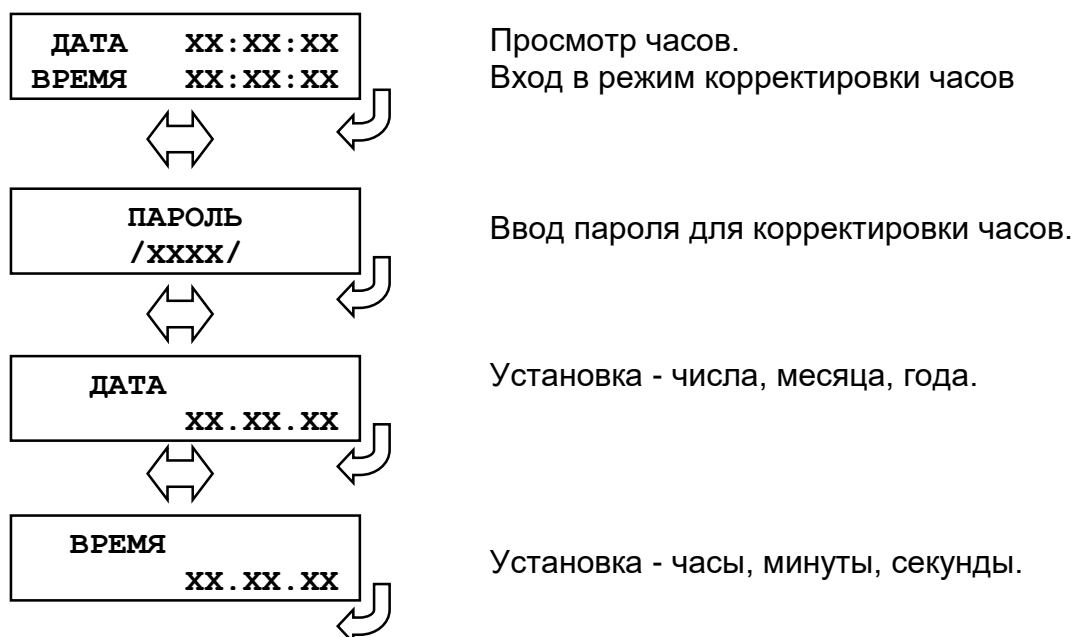 ДАТА XX:XX:XX
ВРЕМЯ XX:XX:XX
Просмотр часов.
Вход в режим корректировки часов
ПАРОЛЬ
/XXXX/
Ввод пароля для корректировки часов.
ДАТА
XX.XX.XX
Установка - числа, месяца, года.
ВРЕМЯ
XX.XX.XX
Установка - часы, минуты, секунды.